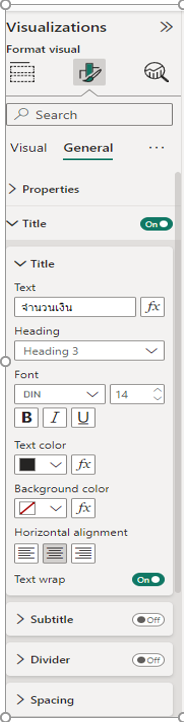 Visualizations
Format visual
Search
Visual General ...
Properties
Title On
Title
Text
จำนวนเงิน fx
Heading
Heading 3
Font
DIN 14
B I U
Text color
fx
Background color
fx
Horizontal alignment
Text wrap On
Subtitle Off
Divider Off
Spacing